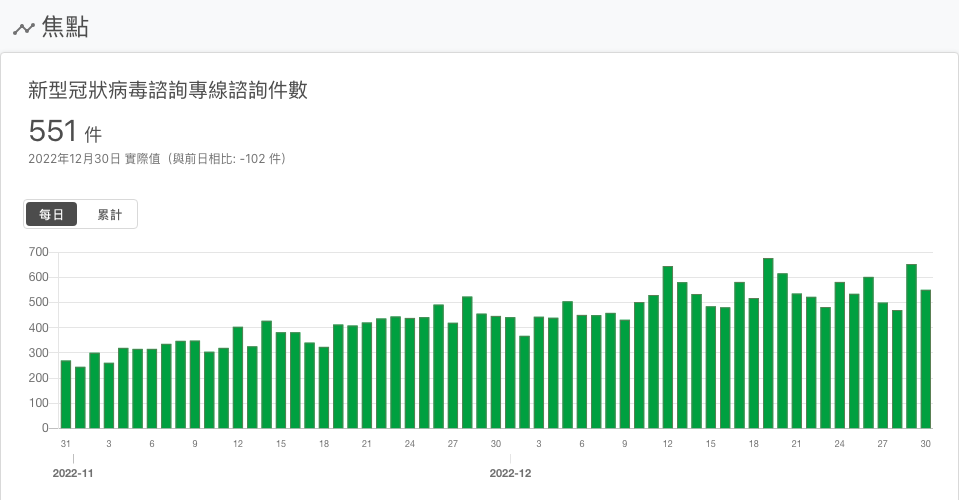 焦點
新型冠狀病毒諮詢專線諮詢件數
551 件
2022年12月30日 實際值（與前日相比: -102 件）
每日 累計
700
600
500
400
300
200
100
0
31 3 6 9 12 15 18 21 24 27 30 3 6 9 12 15 18 21 24 27 30
2022-11 2022-12